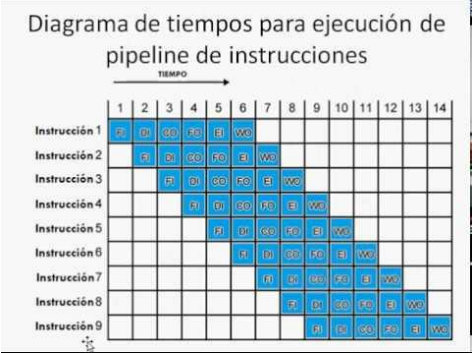 Diagrama de tiempos para ejecución de
pipeline de instrucciones
TIEMPO
1 2 3 4 5 6 7 8 9 10 11 12 13 14
Instrucción 1 FI DI CO FO EI WO
Instrucción 2 FI DI CO FO EI WO
Instrucción 3 FI DI CO FO EI WO
Instrucción 4 FI DI CO FO EI WO
Instrucción 5 FI DI CO FO EI WO
Instrucción 6 FI DI CO FO EI WO
Instrucción 7 FI DI CO FO EI WO
Instrucción 8 FI DI CO FO EI WO
Instrucción 9 FI DI CO FO EI WO